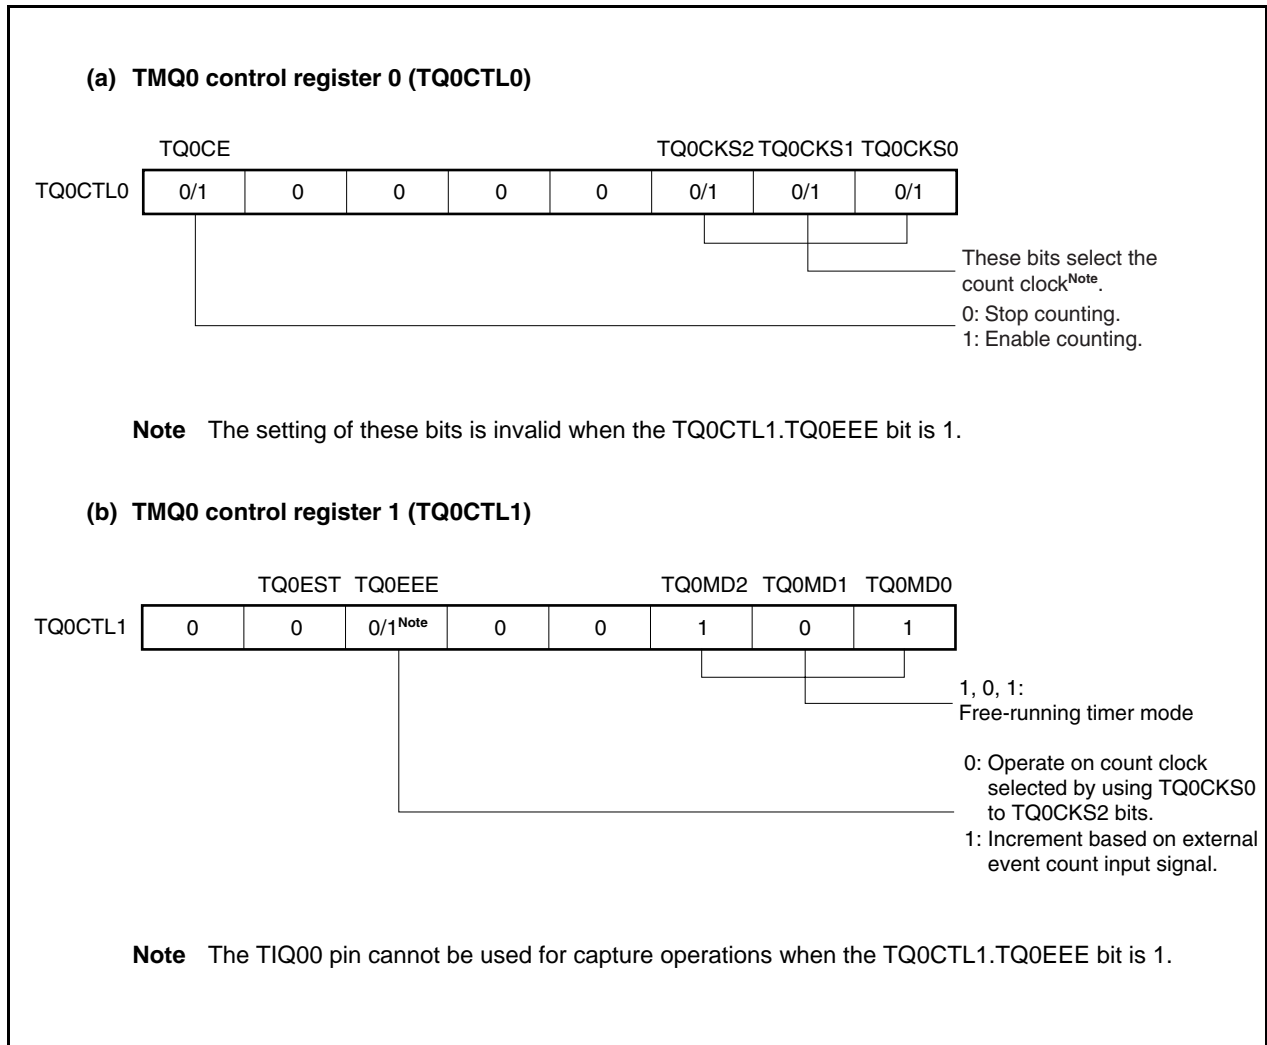 (a) TMQ0 control register 0 (TQ0CTL0)
TQ0CE TQ0CKS2 TQ0CKS1 TQ0CKS0
TQ0CTL0 0/1 0 0 0 0 0/1 0/1 0/1
These bits select the
count clockNote.
0: Stop counting.
1: Enable counting.
Note The setting of these bits is invalid when the TQ0CTL1.TQ0EEE bit is 1.
(b) TMQ0 control register 1 (TQ0CTL1)
TQ0EST TQ0EEE TQ0MD2 TQ0MD1 TQ0MD0
TQ0CTL1 0 0 0/1Note 0 0 1 0 1
1, 0, 1:
Free-running timer mode
0: Operate on count clock
selected by using TQ0CKS0
to TQ0CKS2 bits.
1: Increment based on external
event count input signal.
Note The TIQ00 pin cannot be used for capture operations when the TQ0CTL1.TQ0EEE bit is 1.